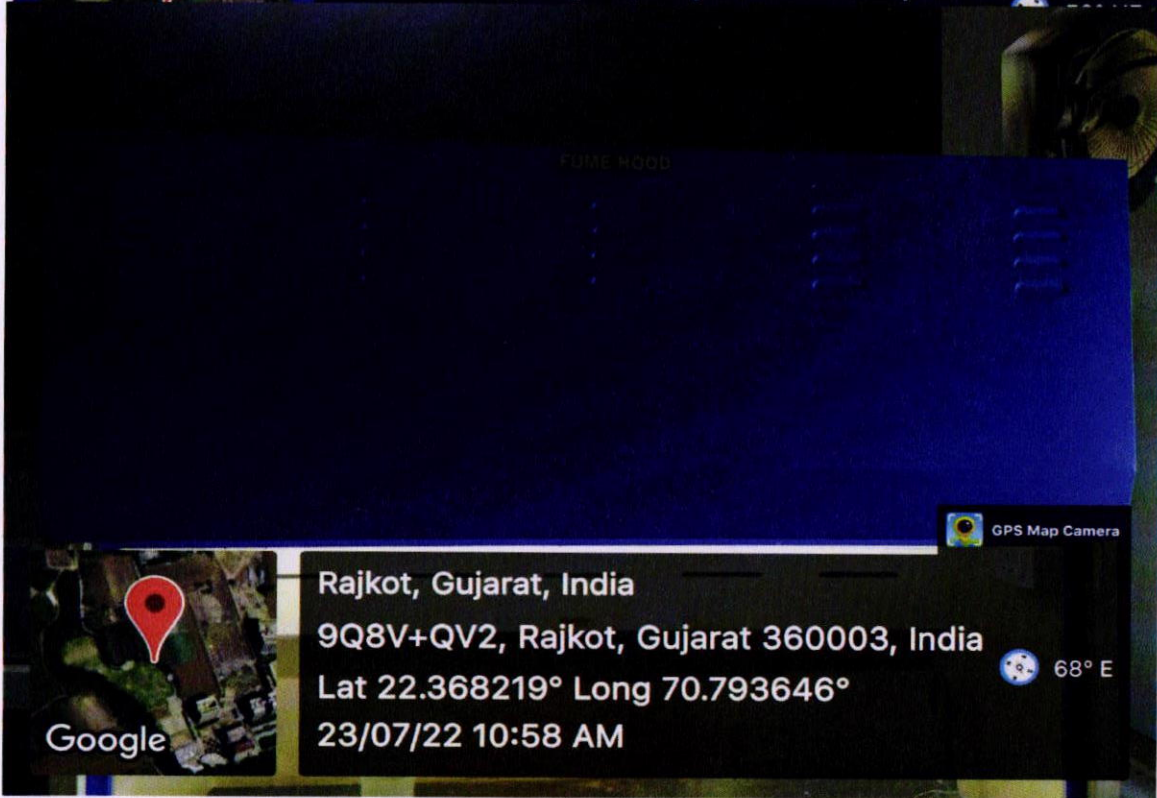 FUME HOOD
GPS Map Camera
Rajkot, Gujarat, India
9Q8V+QV2, Rajkot, Gujarat 360003, India
68° E
Lat 22.368219° Long 70.793646°
23/07/22 10:58 AM
Google